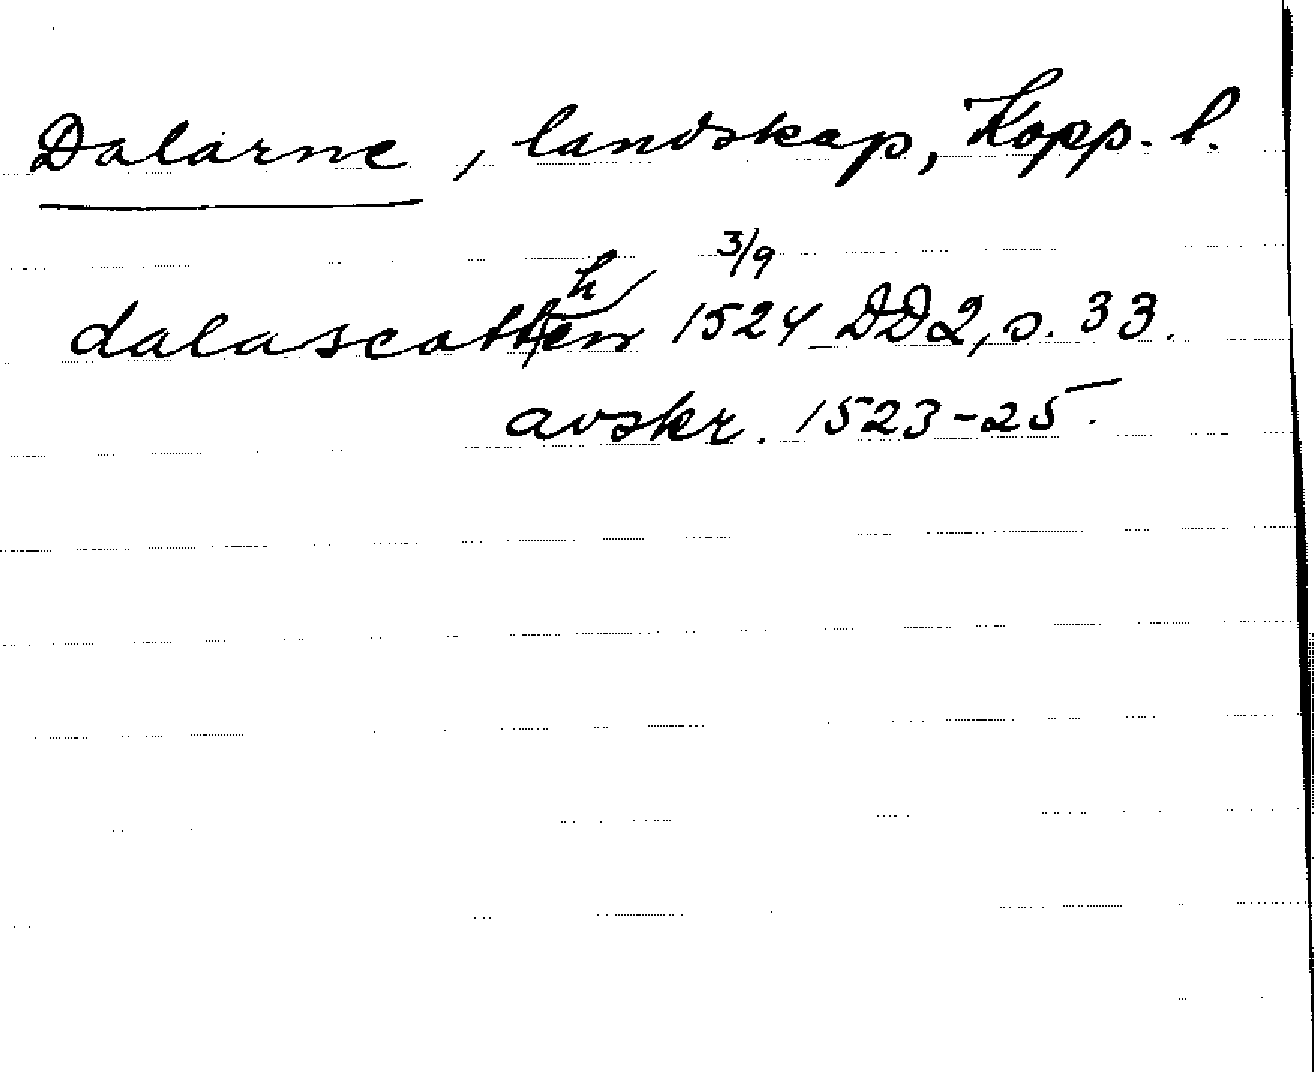 Dalarne, landskap, Kopp. l.
dalascatthen 3/9 1524 DD2, s. 33.
avskr. 1523-25.